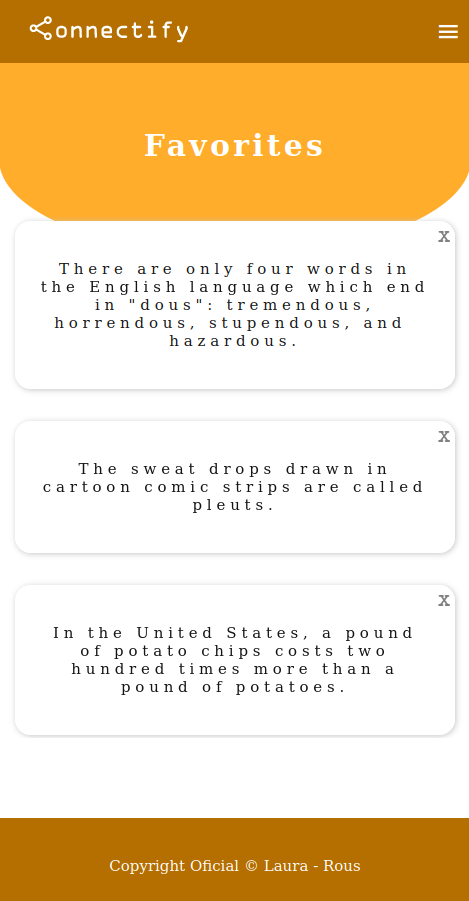 Connectify
Favorites
x
There are only four words in
the English language which end
in "dous": tremendous,
horrendous, stupendous, and
hazardous.
x
The sweat drops drawn in
cartoon comic strips are called
pleuts.
x
In the United States, a pound
of potato chips costs two
hundred times more than a
pound of potatoes.
Copyright Oficial © Laura - Rous